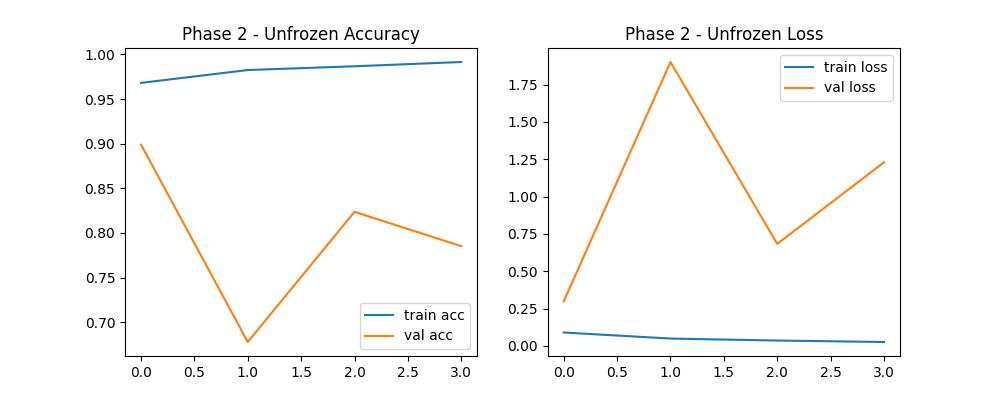 Phase 2 - Unfrozen Accuracy
1.00
0.95
0.90
0.85
0.80
0.75
0.70
train acc
val acc
0.0 0.5 1.0 1.5 2.0 2.5 3.0
Phase 2 - Unfrozen Loss
train loss
val loss
1.75
1.50
1.25
1.00
0.75
0.50
0.25
0.00
0.0 0.5 1.0 1.5 2.0 2.5 3.0